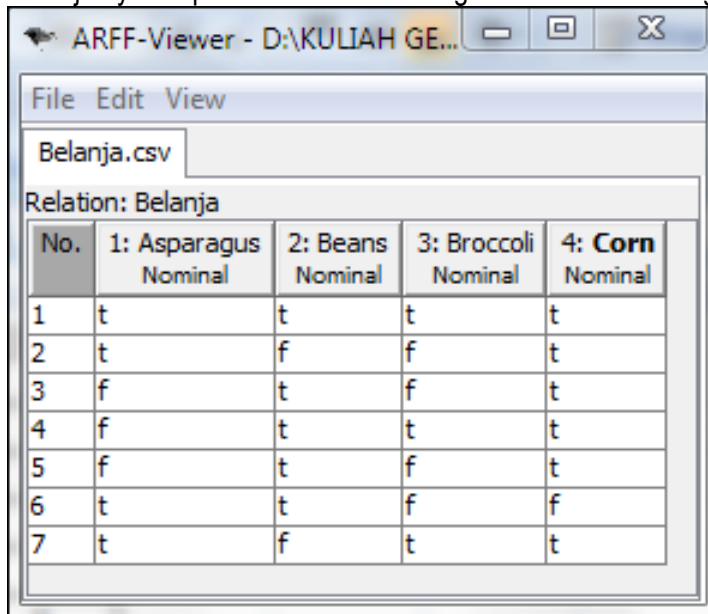 ARFF-Viewer - D:\KULIAH GE...
File Edit View
Belanja.csv
Relation: Belanja
No. 1: Asparagus 2: Beans 3: Broccoli 4: Corn
Nominal Nominal Nominal Nominal
1 t t t t
2 t f f t
3 f t f t
4 f t t t
5 f t f t
6 t t f f
7 t f t t